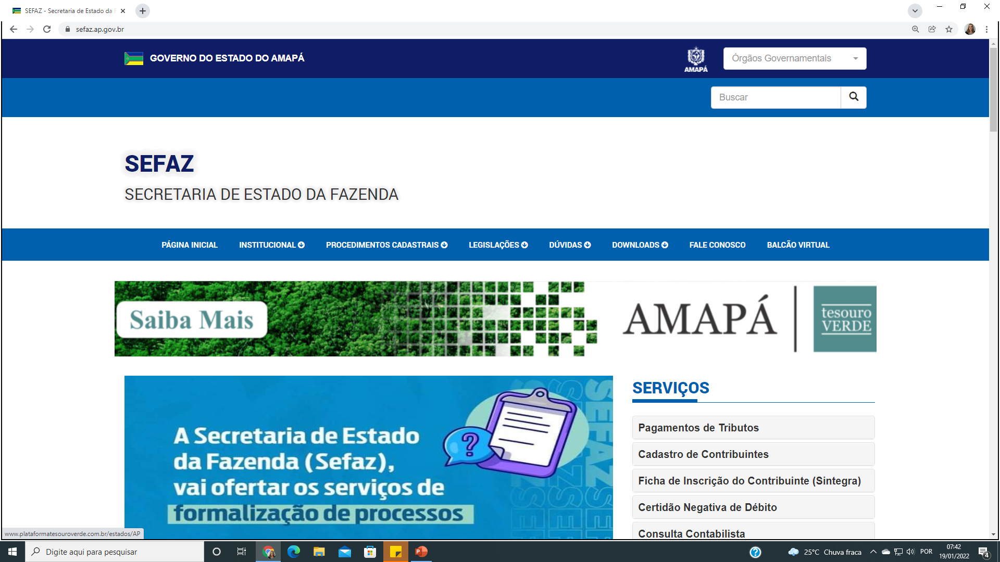 SEFAZ - Secretaria de Estado da
sefaz.ap.gov.br
GOVERNO DO ESTADO DO AMAPÁ
AMAPÁ
Órgãos Governamentais
Buscar
SEFAZ
SECRETARIA DE ESTADO DA FAZENDA
PÁGINA INICIAL INSTITUCIONAL PROCEDIMENTOS CADASTRAIS LEGISLAÇÕES DÚVIDAS DOWNLOADS FALE CONOSCO BALCÃO VIRTUAL
Saiba Mais
AMAPÁ
tesouro
VERDE
A Secretaria de Estado
da Fazenda (Sefaz),
vai ofertar os serviços de
formalização de processos
SEFAZ
SERVIÇOS
Pagamentos de Tributos
Cadastro de Contribuintes
Ficha de Inscrição do Contribuinte (Sintegra)
Certidão Negativa de Débito
Consulta Contabilista
www.plataformatesouroverde.com.br/estados/AP
Digite aqui para pesquisar
25°C Chuva fraca
POR
07:42
19/01/2022
4